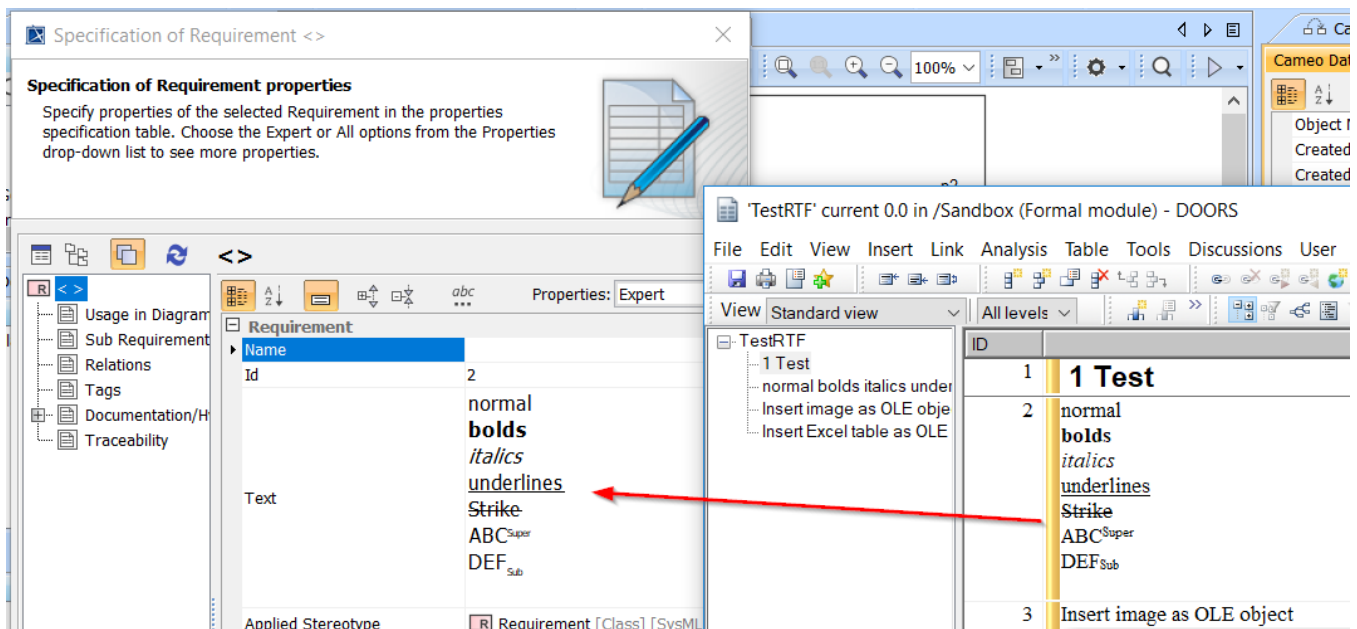 Specification of Requirement <>
Specification of Requirement properties
Specify properties of the selected Requirement in the properties
specification table. Choose the Expert or All options from the Properties
drop-down list to see more properties.
100%
Cameo Dat
Object
Created
Created
<>
< >
Usage in Diagram
Sub Requirement
Relations
Tags
Documentation/H
Traceability
abc
Properties: Expert
Requirement
Name
Id 2
Text
normal
bolds
italics
underlines
Strike
ABCSuper
DEFSub
Applied Stereotype R Requirement [Class] [SysML
'TestRTF' current 0.0 in /Sandbox (Formal module) - DOORS
File Edit View Insert Link Analysis Table Tools Discussions User
View Standard view All levels
TestRTF
1 Test
normal bolds italics under
Insert image as OLE obje
Insert Excel table as OLE
ID
1 1 Test
2 normal
bolds
italics
underlines
Strike
ABCSuper
DEFSub
3 Insert image as OLE object